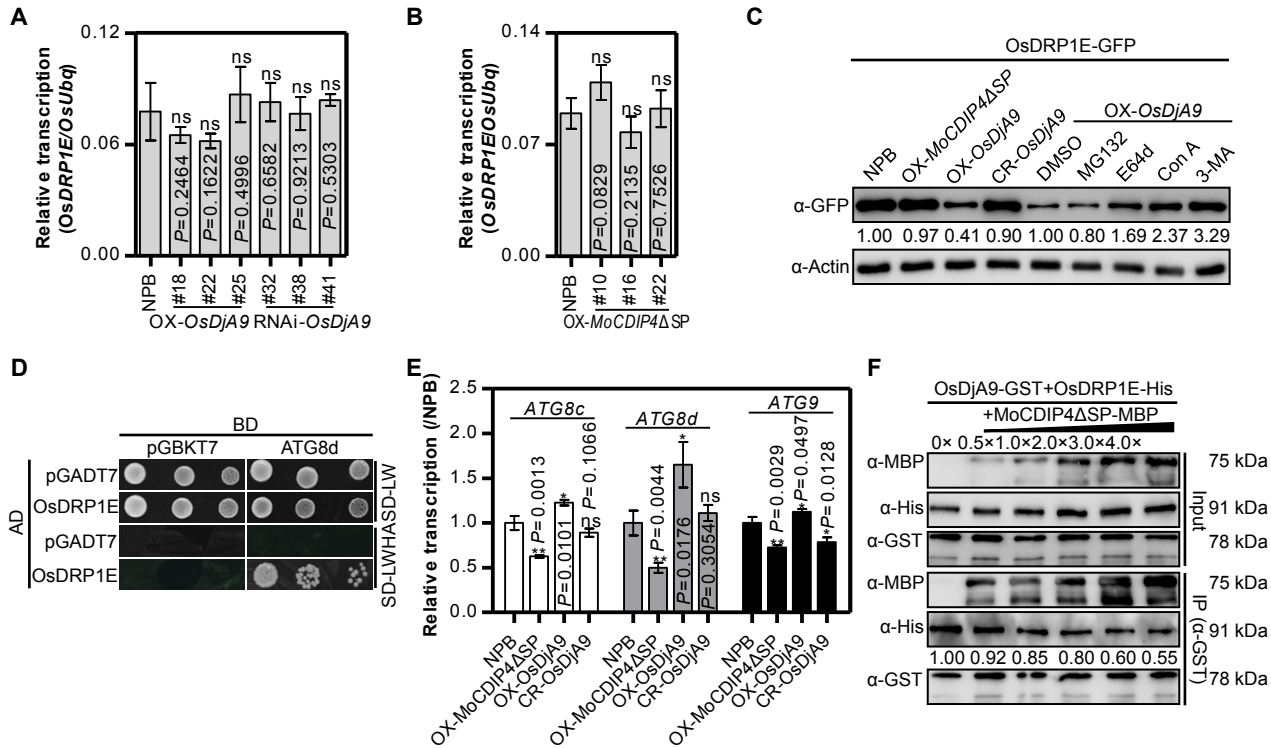 A
Relative transcription
(OsDRP1E/OsUbq)
0.12
0.06
0.00
ns
ns
ns
ns
ns
ns
P=0.2464
P=0.1622
P=0.4996
P=0.6582
P=0.9213
P=0.5303
NPB
#18
#22
#25
#32
#38
#41
OX-OsDjA9 RNAi-OsDjA9
B
Relative transcription
(OsDRP1E/OsUbq)
0.14
0.07
0.00
ns
ns
ns
P=0.0829
P=0.2135
P=0.7526
NPB
#10
#16
#22
OX-MoCDIP4ΔSP
C
OsDRP1E-GFP
OX-OsDjA9
NPB
OX-MoCDIP4ΔSP
OX-OsDjA9
CR-OsDjA9
DMSO
MG132
E64d
Con A
3-MA
α-GFP
1.00 0.97 0.41 0.90 1.00 0.80 1.69 2.37 3.29
α-Actin
D
BD
pGBKT7 ATG8d
AD
pGADT7
OsDRP1E
pGADT7
OsDRP1E
SD-LW
SD-LWHA
E
Relative transcription (/NPB)
2.5
2.0
1.5
1.0
0.5
0.0
ATG8c
ATG8d
ATG9
**
P=0.0013
*
P=0.0101
ns
P=0.1066
**
P=0.0044
*
P=0.0176
ns
P=0.3054
**
P=0.0029
*
P=0.0497
*
P=0.0128
NPB
OX-MoCDIP4ΔSP
OX-OsDjA9
CR-OsDjA9
NPB
OX-MoCDIP4ΔSP
OX-OsDjA9
CR-OsDjA9
NPB
OX-MoCDIP4ΔSP
OX-OsDjA9
CR-OsDjA9
F
OsDjA9-GST+OsDRP1E-His
+MoCDIP4ΔSP-MBP
0× 0.5×1.0×2.0×3.0×4.0×
α-MBP 75 kDa
α-His 91 kDa
α-GST 78 kDa
Input
α-MBP 75 kDa
α-His 91 kDa
1.00 0.92 0.85 0.80 0.60 0.55
α-GST 78 kDa
IP (α-GST)